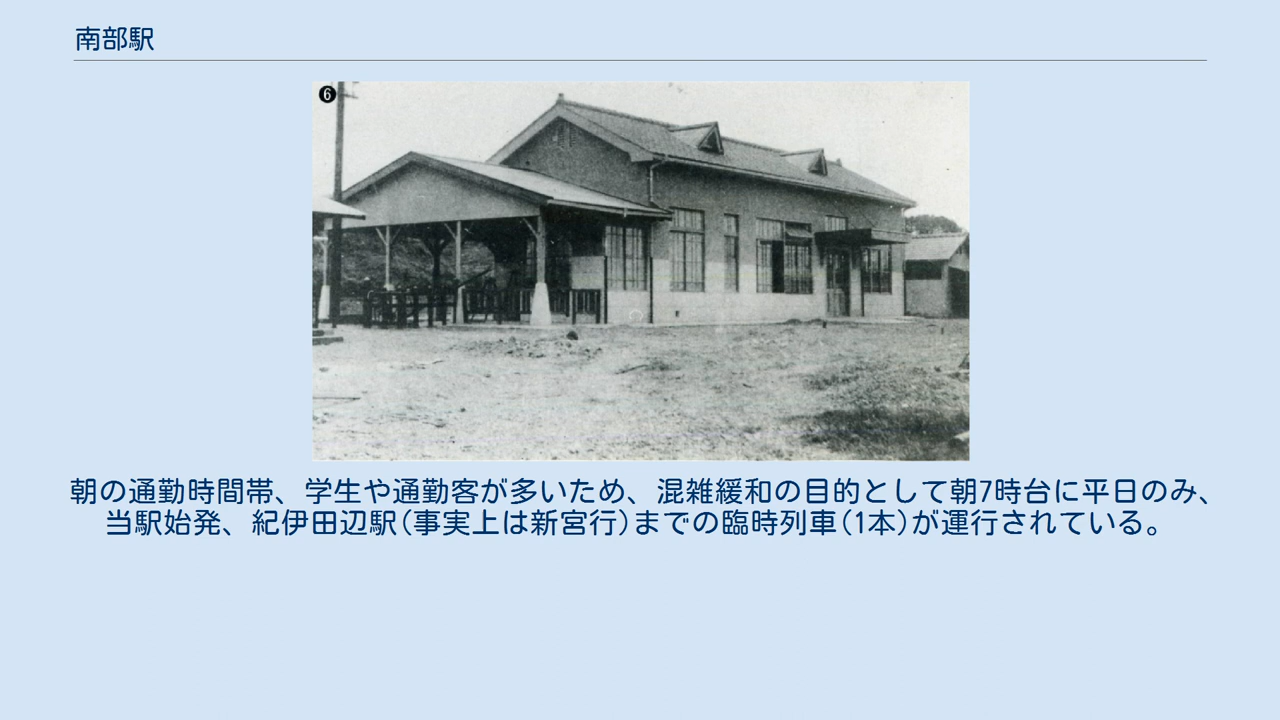 南部駅
❻
朝の通勤時間帯、学生や通勤客が多いため、混雑緩和の目的として朝7時台に平日のみ、
当駅始発、紀伊田辺駅(事実上は新宮行)までの臨時列車(1本)が運行されている。